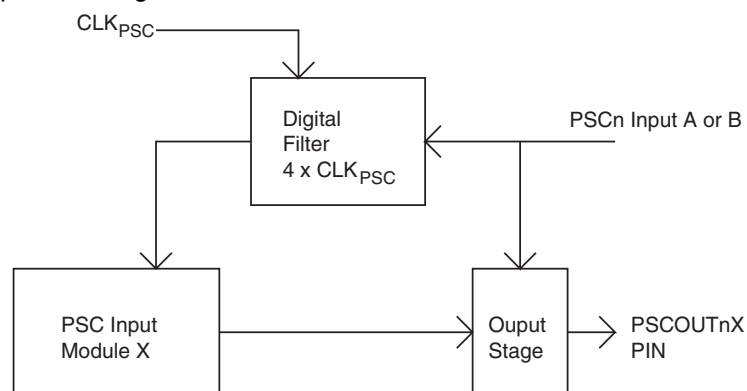 CLKPSC
Digital
Filter
4 x CLKPSC
PSCn Input A or B
PSC Input
Module X
Ouput
Stage
PSCOUTnX
PIN